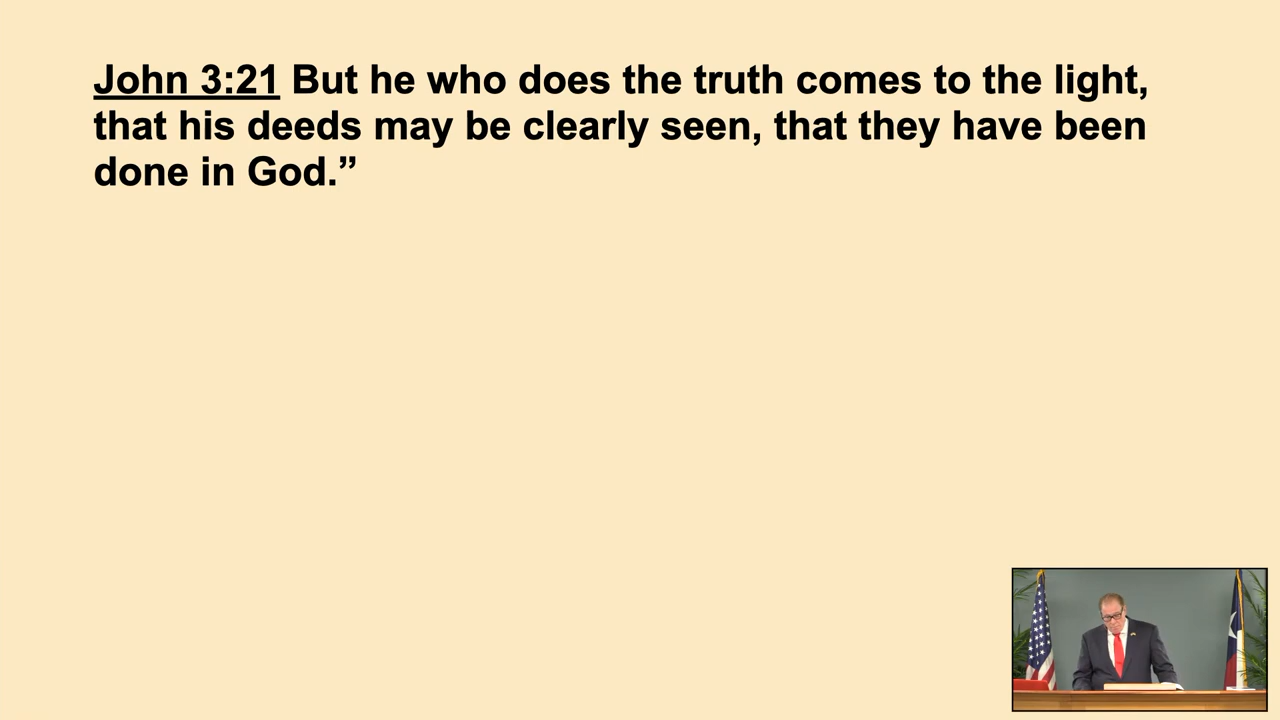 John 3:21 But he who does the truth comes to the light,
that his deeds may be clearly seen, that they have been
done in God.”